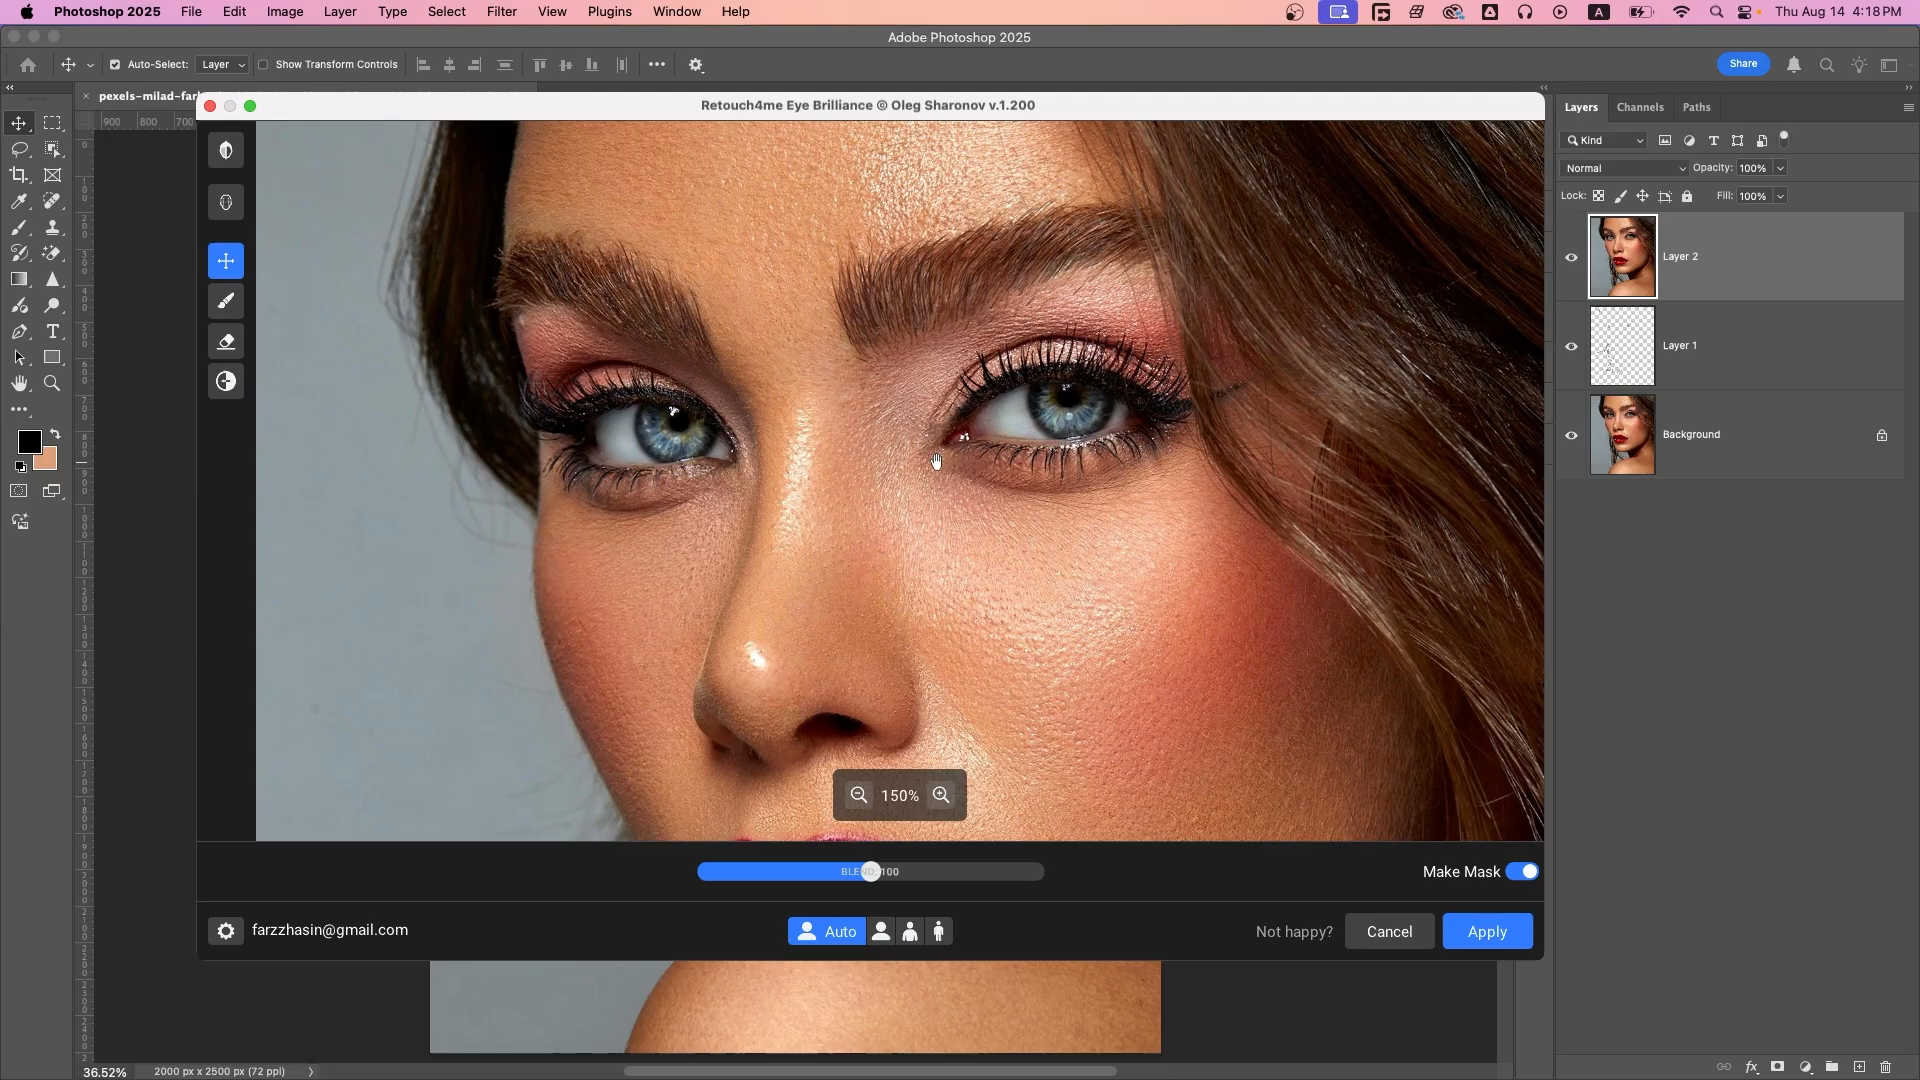 Photoshop 2025 File Edit Image Layer Type Select Filter View Plugins Window Help A Thu Aug 14 4:18 PM
Adobe Photoshop 2025
Auto-Select: Layer Show Transform Controls Share
pexels-milad-far
Retouch4me Eye Brilliance © Oleg Sharonov v.1.200
Layers Channels Paths
900 800 700
Kind
Normal Opacity: 100%
Lock: Fill: 100%
Layer 2
Layer 1
Background
150%
BLEND: 100
Make Mask
farzzhasin@gmail.com
Auto
Not happy? Cancel Apply
36.52% 2000 px x 2500 px (72 ppi)